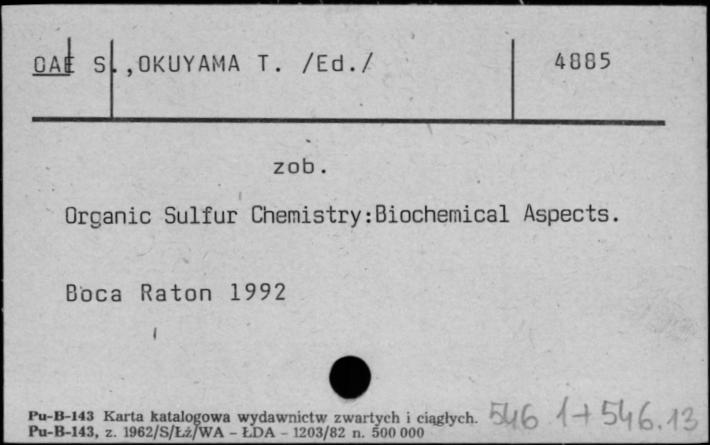 OAE S.,OKUYAMA T. /Ed./ 4885
zob.
Organic Sulfur Chemistry:Biochemical Aspects.
Boca Raton 1992
Pu-B-143 Karta katalogowa wydawnictw zwartych i ciągłych. 546 1+546.13
Pu-B-143, z. 1962/S/Łż/WA – ŁDA – 1203/82 n. 500 000